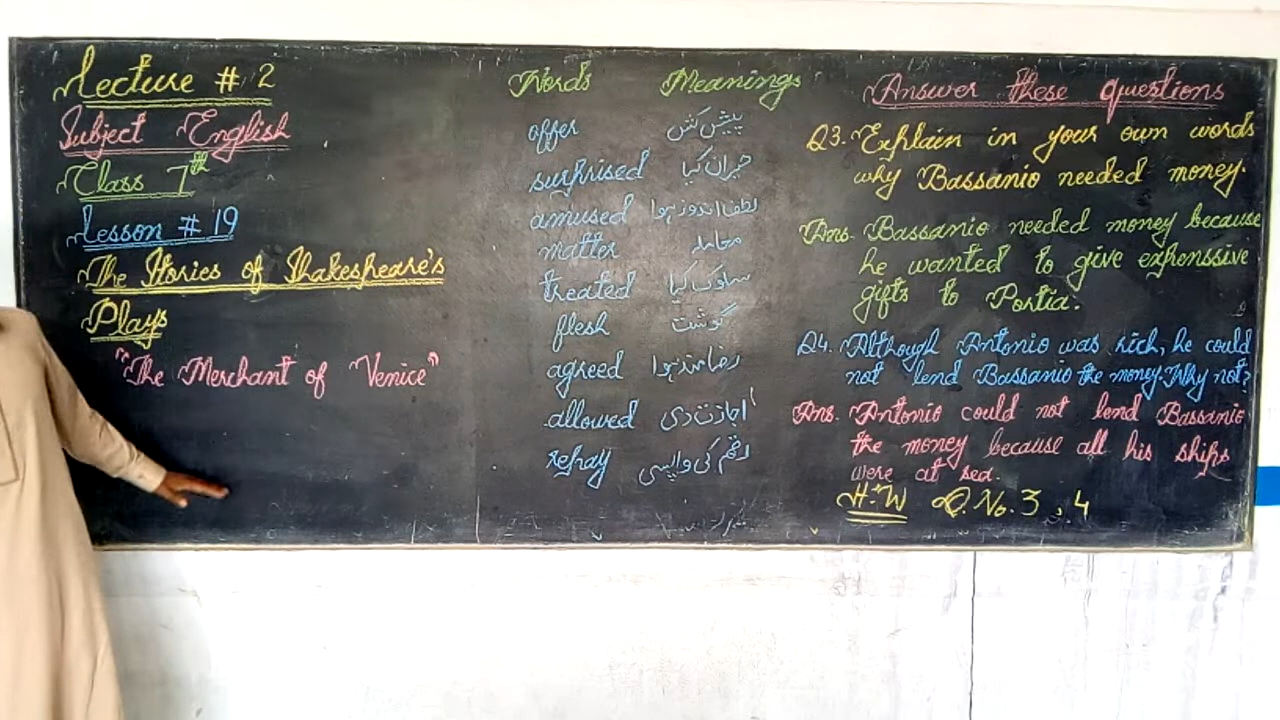 Lecture # 2
Subject English
Class 7th
Lesson # 19
The Stories of Shakespeare's
Plays
"The Merchant of Venice"
Words Meanings
offer پیش کش
surprised حیران کیا
amused لطف اندوز ہوا
matter معاملہ
treated سلوک کیا
flesh گوشت
agreed رضا مند ہوا
allowed اجازت دی
repay رقم کی واپسی
Answer these questions
Q3. Explain in your own words
why Bassanio needed money.
Ans. Bassanio needed money because
he wanted to give expenssive
gifts to Portia.
Q4. Although Antonio was rich, he could
not lend Bassanio the money. Why not?
Ans. Antonio could not lend Bassanio
the money because all his ships
were at sea.
H.W Q. No. 3, 4